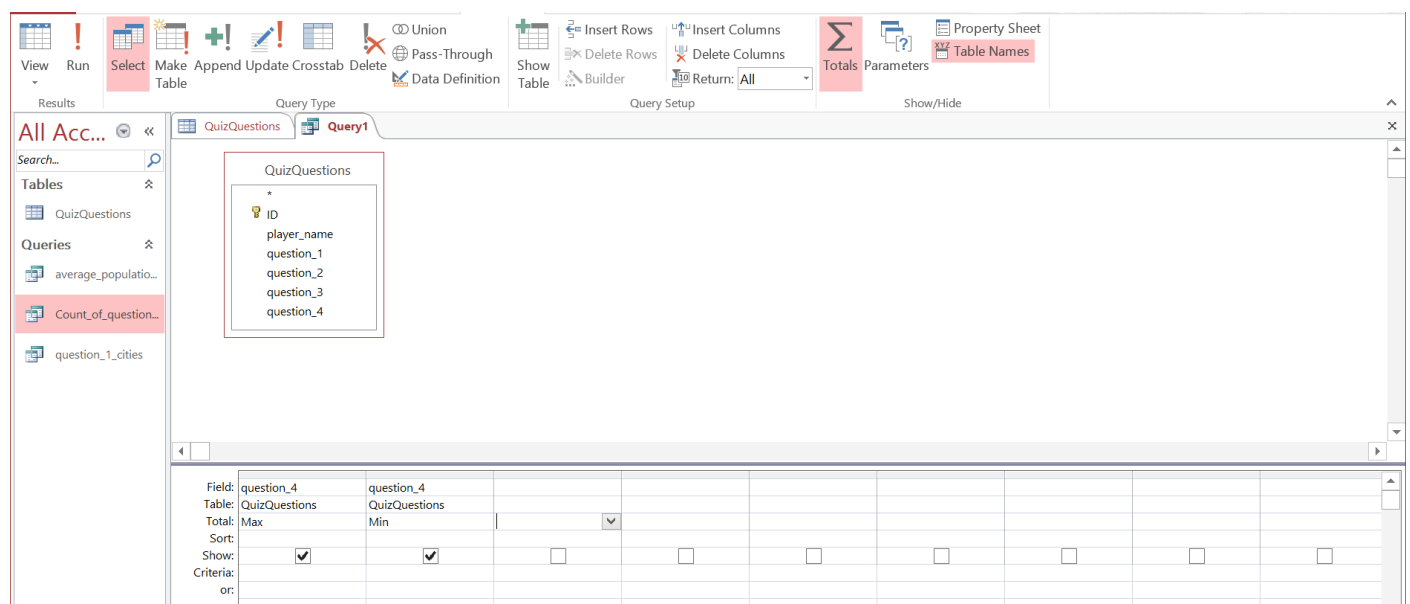 View
Run
Select
Make
Table
Append
Update
Crosstab
Delete
Union
Pass-Through
Data Definition
Show
Table
Insert Rows
Delete Rows
Builder
Insert Columns
Delete Columns
Return: All
Totals
Parameters
Property Sheet
Table Names
Results
Query Type
Query Setup
Show/Hide
All Acc...
Search...
Tables
QuizQuestions
Queries
average_populatio...
Count_of_question...
question_1_cities
QuizQuestions
Query1
QuizQuestions
*
ID
player_name
question_1
question_2
question_3
question_4
Field: question_4 question_4
Table: QuizQuestions QuizQuestions
Total: Max Min
Sort:
Show:
Criteria:
or: